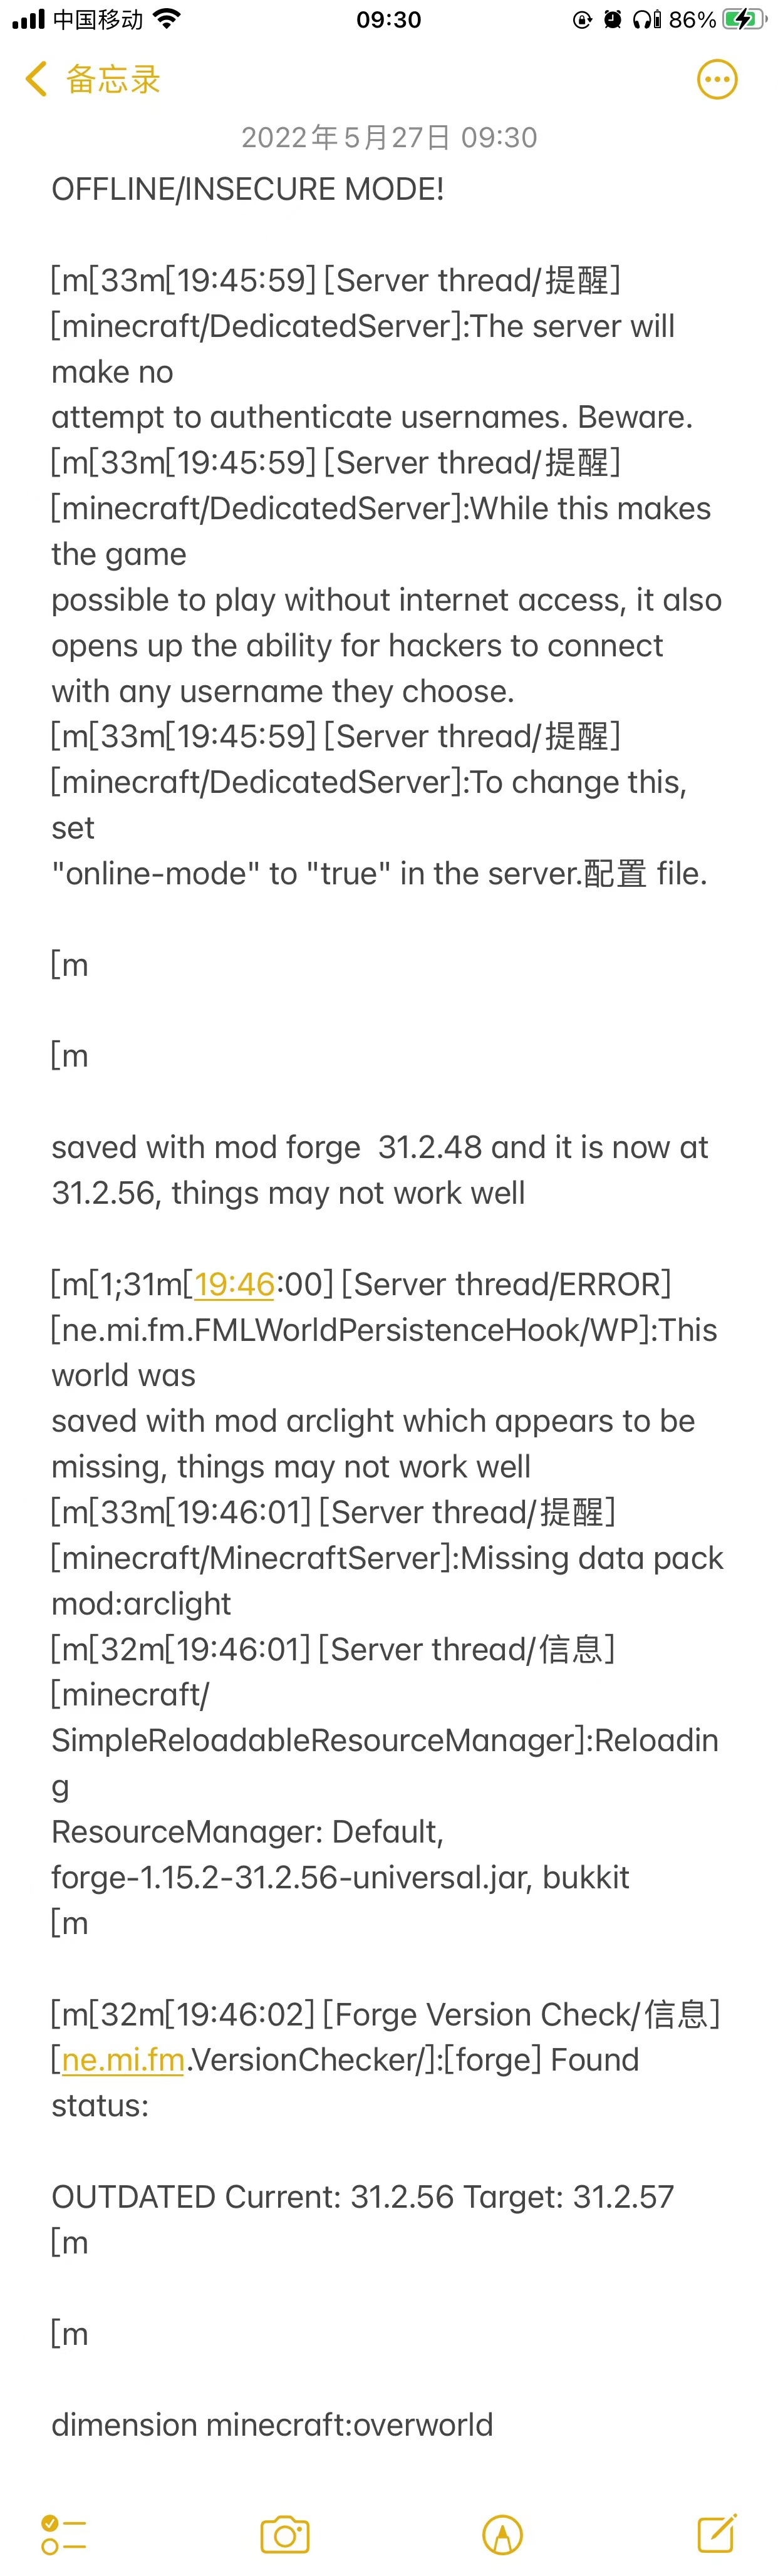 中国移动 09:30 86%
备忘录
2022年5月27日 09:30
OFFLINE/INSECURE MODE!
[m[33m[19:45:59] [Server thread/提醒]
[minecraft/DedicatedServer]:The server will
make no
attempt to authenticate usernames. Beware.
[m[33m[19:45:59] [Server thread/提醒]
[minecraft/DedicatedServer]:While this makes
the game
possible to play without internet access, it also
opens up the ability for hackers to connect
with any username they choose.
[m[33m[19:45:59] [Server thread/提醒]
[minecraft/DedicatedServer]:To change this,
set
"online-mode" to "true" in the server.配置 file.
[m
[m
saved with mod forge  31.2.48 and it is now at
31.2.56, things may not work well
[m[1;31m[19:46:00] [Server thread/ERROR]
[ne.mi.fm.FMLWorldPersistenceHook/WP]:This
world was
saved with mod arclight which appears to be
missing, things may not work well
[m[33m[19:46:01] [Server thread/提醒]
[minecraft/MinecraftServer]:Missing data pack
mod:arclight
[m[32m[19:46:01] [Server thread/信息]
[minecraft/
SimpleReloadableResourceManager]:Reloadin
g
ResourceManager: Default,
forge-1.15.2-31.2.56-universal.jar, bukkit
[m
[m[32m[19:46:02] [Forge Version Check/信息]
[ne.mi.fm.VersionChecker/]:[forge] Found
status:
OUTDATED Current: 31.2.56 Target: 31.2.57
[m
[m
dimension minecraft:overworld